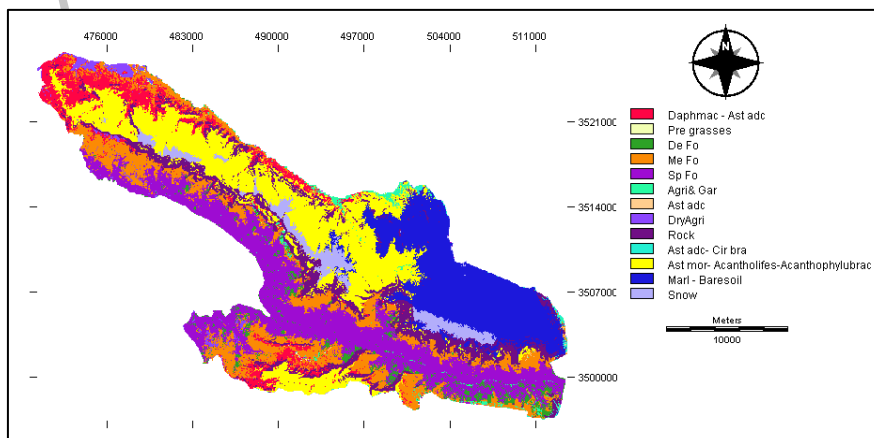 476000 483000 490000 497000 504000 511000
N
352100C
3514000
3507000
3500000
Daphmac - Ast adc
Pre grasses
De Fo
Me Fo
Sp Fo
Agri& Gar
Ast adc
DryAgri
Rock
Ast adc- Cir bra
Ast mor- Acantholifes-Acanthophylubrac
Marl - Baresoil
Snow
Meters
10000